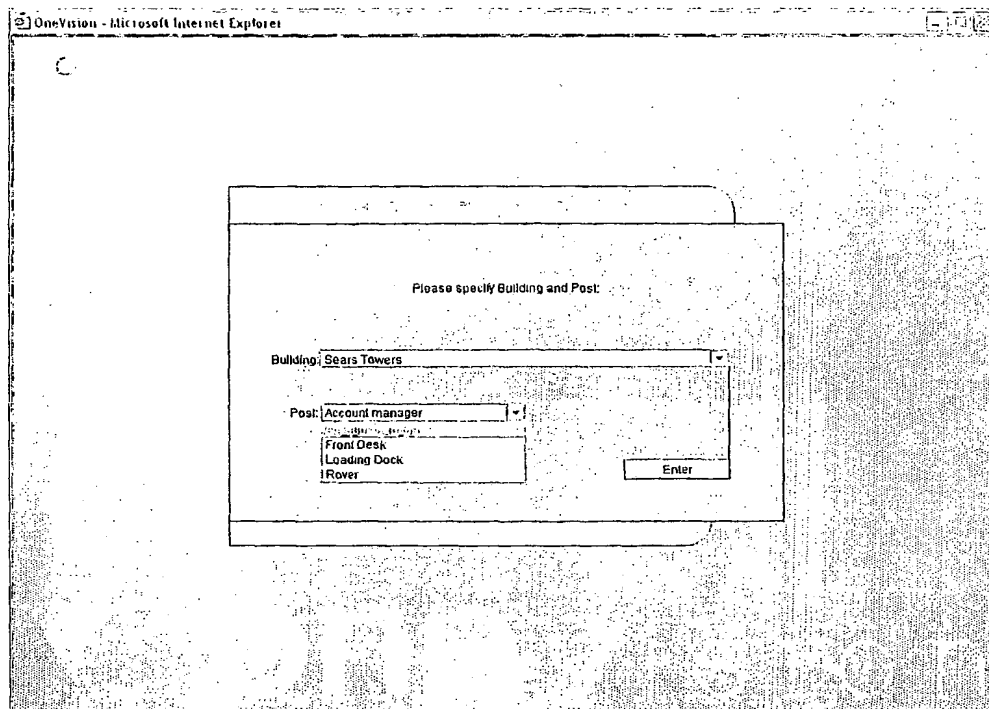 OneVision - Microsoft Internet Explorer
Please specify Building and Post:
Building: Sears Towers
Post: Account manager
Front Desk
Loading Dock
Rover
Enter